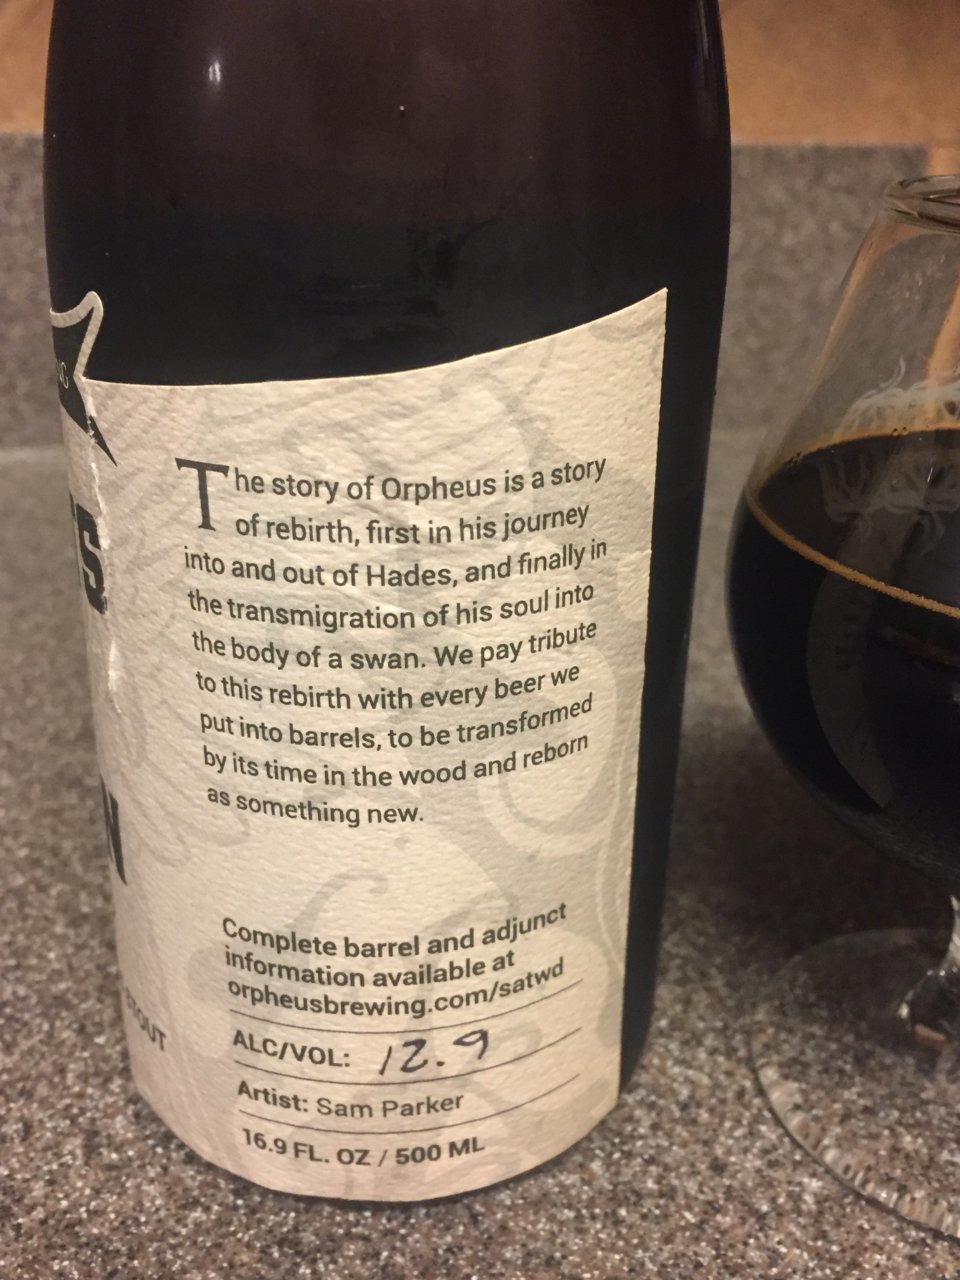 The story of Orpheus is a story
of rebirth, first in his journey
into and out of Hades, and finally in
the transmigration of his soul into
the body of a swan. We pay tribute
to this rebirth with every beer we
put into barrels, to be transformed
by its time in the wood and reborn
as something new.
Complete barrel and adjunct
information available at
orpheusbrewing.com/satwd
ALC/VOL: 12.9
Artist: Sam Parker
16.9 FL. OZ / 500 ML
STOUT